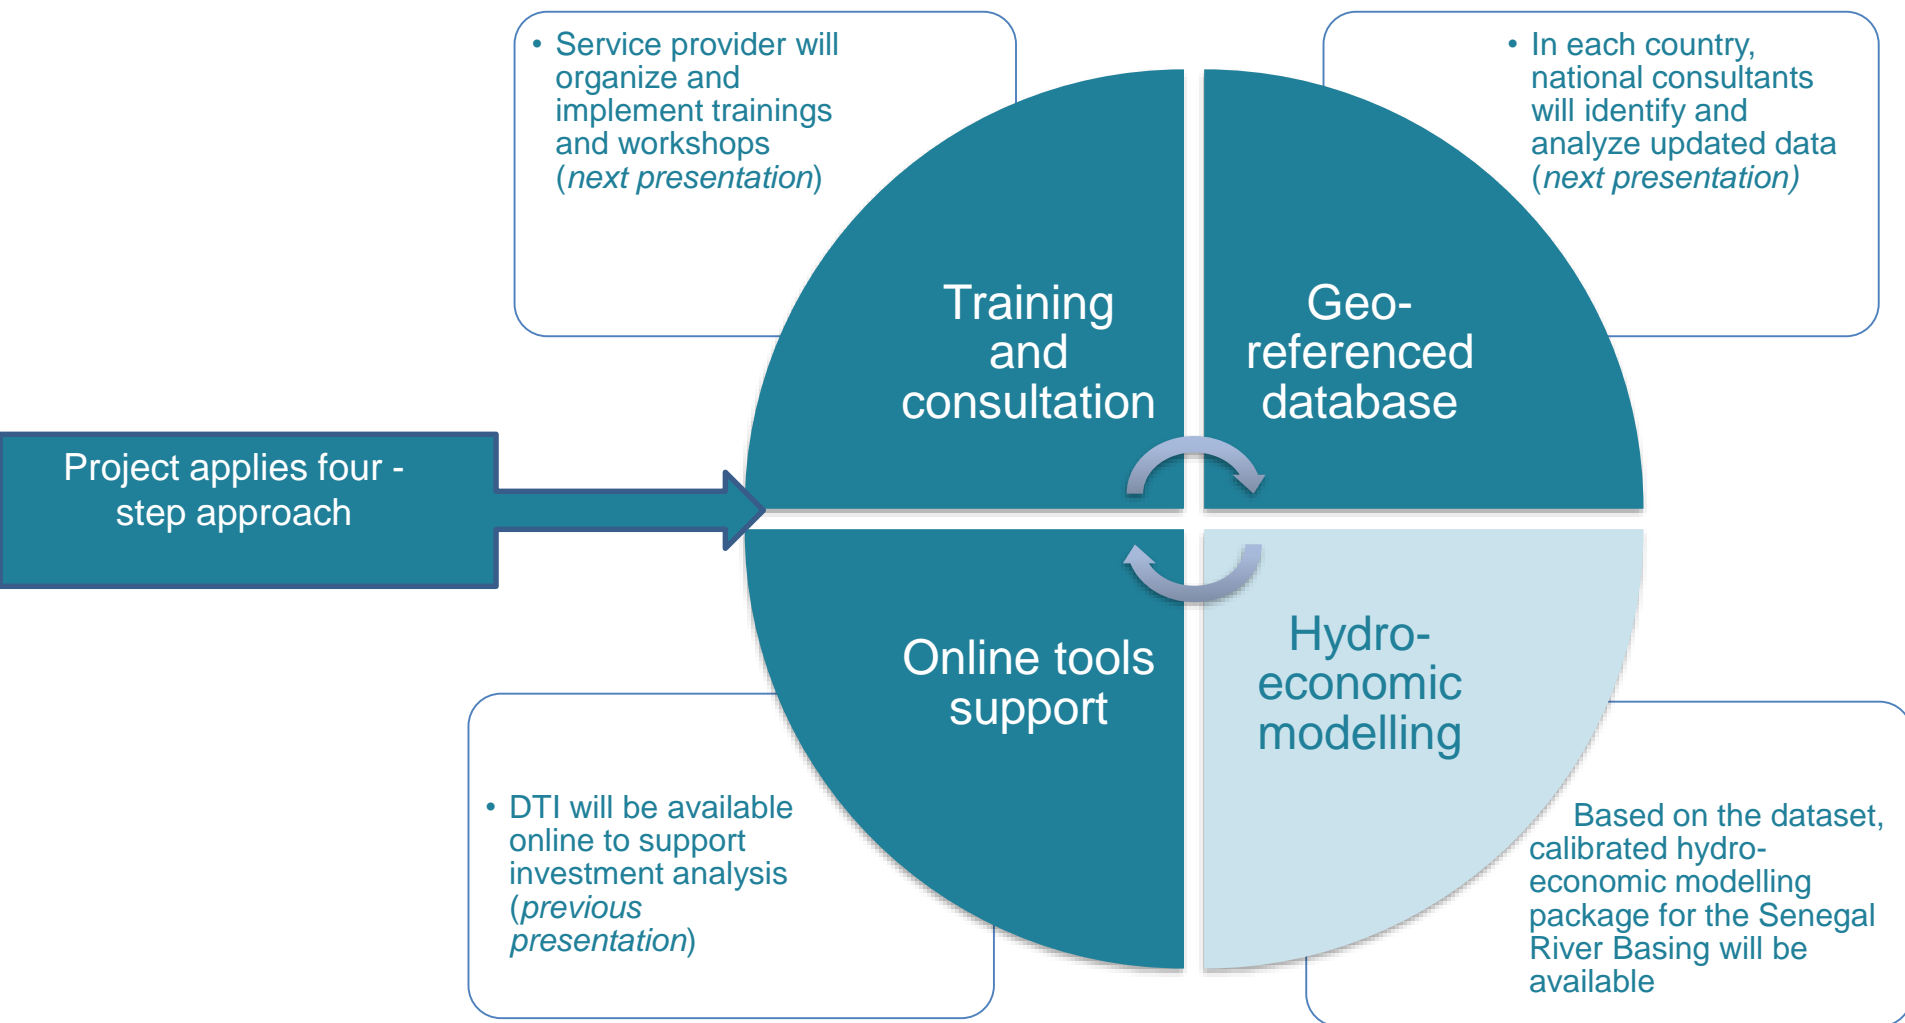 • Service provider will
organize and
implement trainings
and workshops
(next presentation)
• In each country,
national consultants
will identify and
analyze updated data
(next presentation)
Training
and
consultation
Geo-
referenced
database
Project applies four -
step approach
Online tools
support
Hydro-
economic
modelling
• DTI will be available
online to support
investment analysis
(previous
presentation)
Based on the dataset,
calibrated hydro-
economic modelling
package for the Senegal
River Basing will be
available